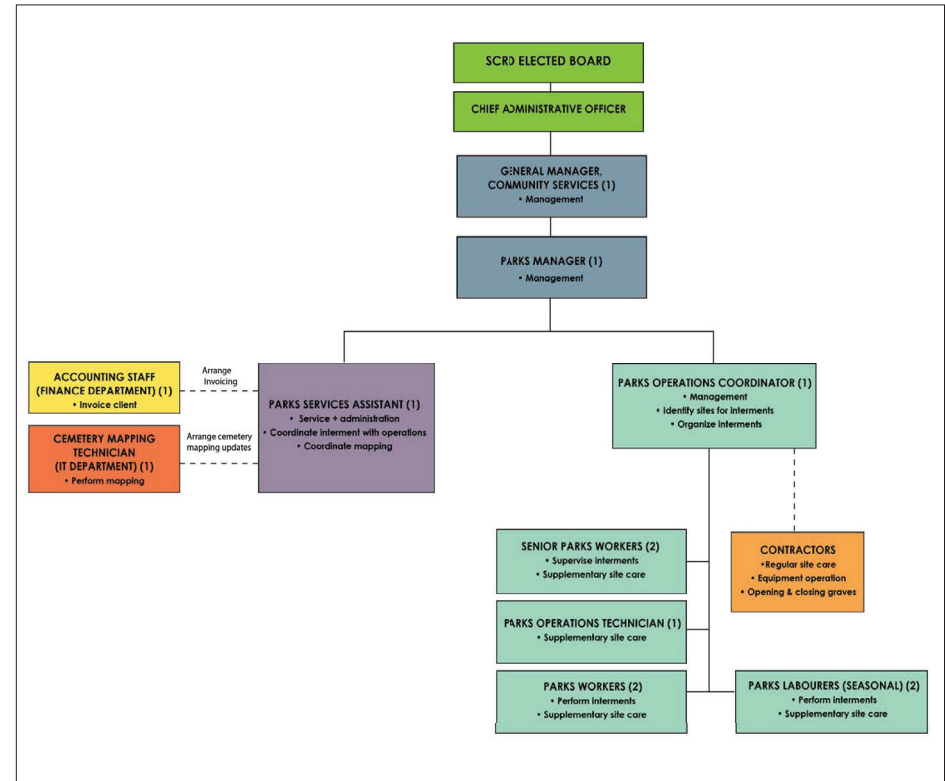 SCRD ELECTED BOARD
CHIEF ADMINISTRATIVE OFFICER
GENERAL MANAGER,
COMMUNITY SERVICES (1)
• Management
PARKS MANAGER (1)
• Management
ACCOUNTING STAFF
(FINANCE DEPARTMENT) (1)
• Invoice client
Arrange
Invoicing
CEMETERY MAPPING
TECHNICIAN
(IT DEPARTMENT) (1)
• Perform mapping
Arrange cemetery
mapping updates
PARKS SERVICES ASSISTANT (1)
• Service + administration
• Coordinate interment with operations
• Coordinate mapping
PARKS OPERATIONS COORDINATOR (1)
• Management
• Identify sites for interments
• Organize interments
SENIOR PARKS WORKERS (2)
• Supervise interments
• Supplementary site care
CONTRACTORS
•Regular site care
• Equipment operation
• Opening & closing graves
PARKS OPERATIONS TECHNICIAN (1)
• Supplementary site care
PARKS WORKERS (2)
• Perform interments
• Supplementary site care
PARKS LABOURERS (SEASONAL) (2)
• Perform interments
• Supplementary site care